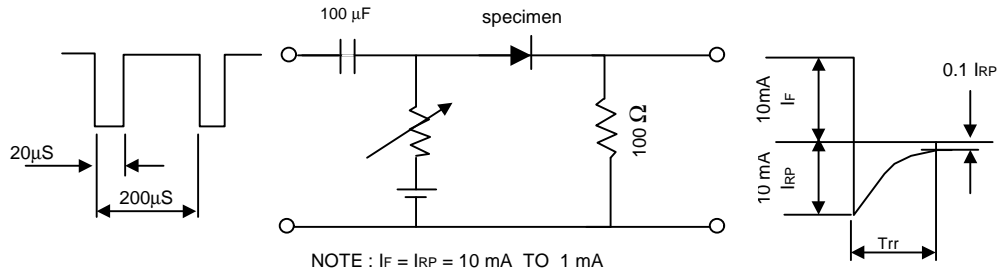 100 μF
specimen
20μS
200μS
100 Ω
10mA
IF
0.1 IRP
10 mA
IRP
Trr
NOTE : IF = IRP = 10 mA TO 1 mA